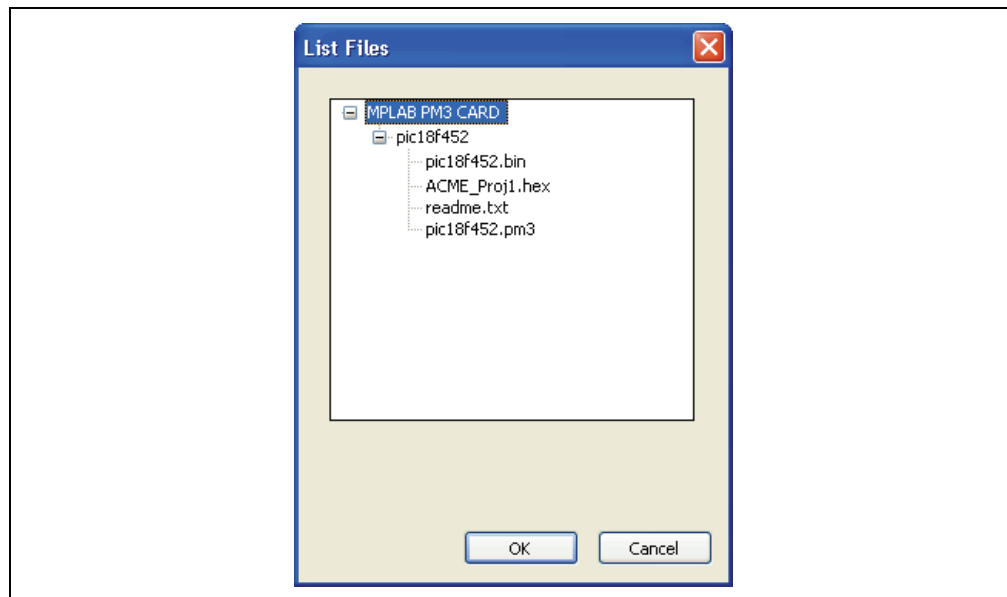 List Files
MPLAB PM3 CARD
pic18f452
pic18f452.bin
ACME_Proj1.hex
readme.txt
pic18f452.pm3
OK
Cancel